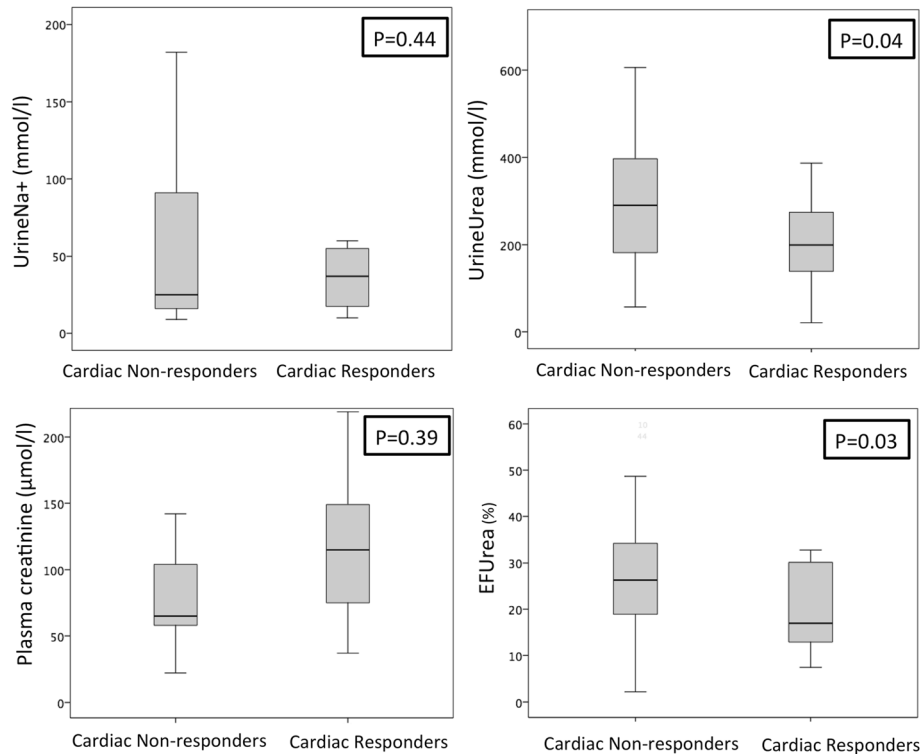 200
150
100
50
0
UrineNa+ (mmol/l)
P=0.44
Cardiac Non-responders Cardiac Responders
600
400
200
0
UrineUrea (mmol/l)
P=0.04
Cardiac Non-responders Cardiac Responders
200
150
100
50
0
Plasma creatinine (μmol/l)
P=0.39
Cardiac Non-responders Cardiac Responders
60
50
40
30
20
10
0
EFUrea (%)
10
44
P=0.03
Cardiac Non-responders Cardiac Responders